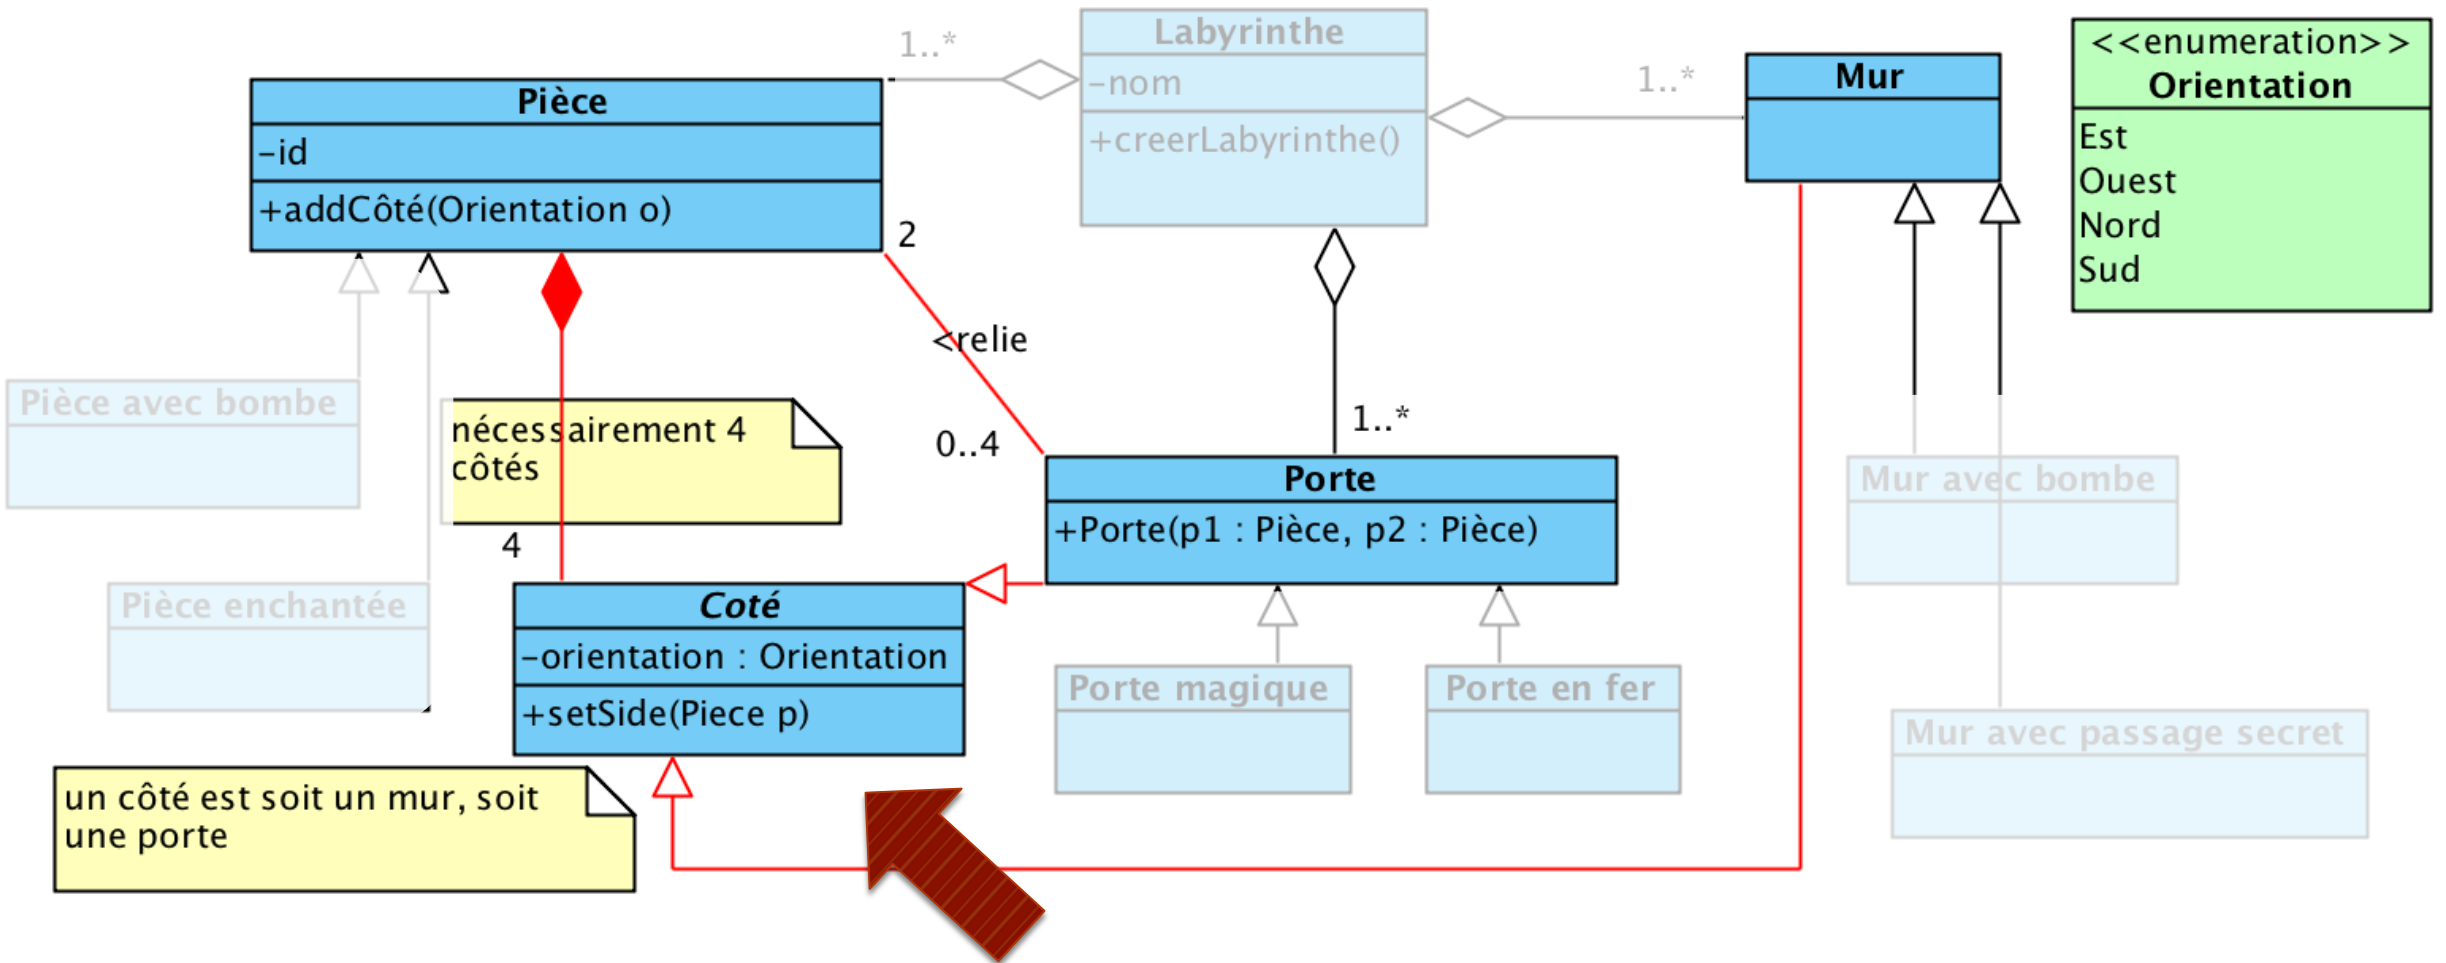 Pièce
-id
+addCôté(Orientation o)
1..*
Labyrinthe
-nom
+creerLabyrinthe()
1..*
Mur
<<enumeration>>
Orientation
Est
Ouest
Nord
Sud
2
<relie
0..4
1..*
Pièce avec bombe
nécessairement 4
côtés
4
Porte
+Porte(p1 : Pièce, p2 : Pièce)
Mur avec bombe
Pièce enchantée
Coté
-orientation : Orientation
+setSide(Piece p)
Porte magique
Porte en fer
Mur avec passage secret
un côté est soit un mur, soit
une porte